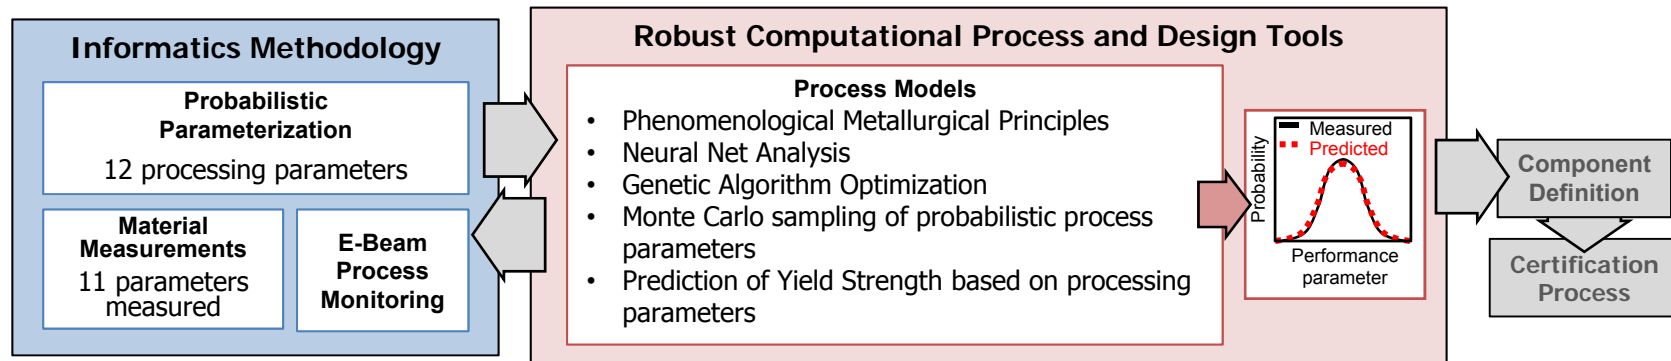 Informatics Methodology
Probabilistic
Parameterization
12 processing parameters
Material
Measurements
11 parameters
measured
E-Beam
Process
Monitoring
Robust Computational Process and Design Tools
Process Models
• Phenomenological Metallurgical Principles
• Neural Net Analysis
• Genetic Algorithm Optimization
• Monte Carlo sampling of probabilistic process
parameters
• Prediction of Yield Strength based on processing
parameters
Probability
Measured
Predicted
Performance
parameter
Component
Definition
Certification
Process